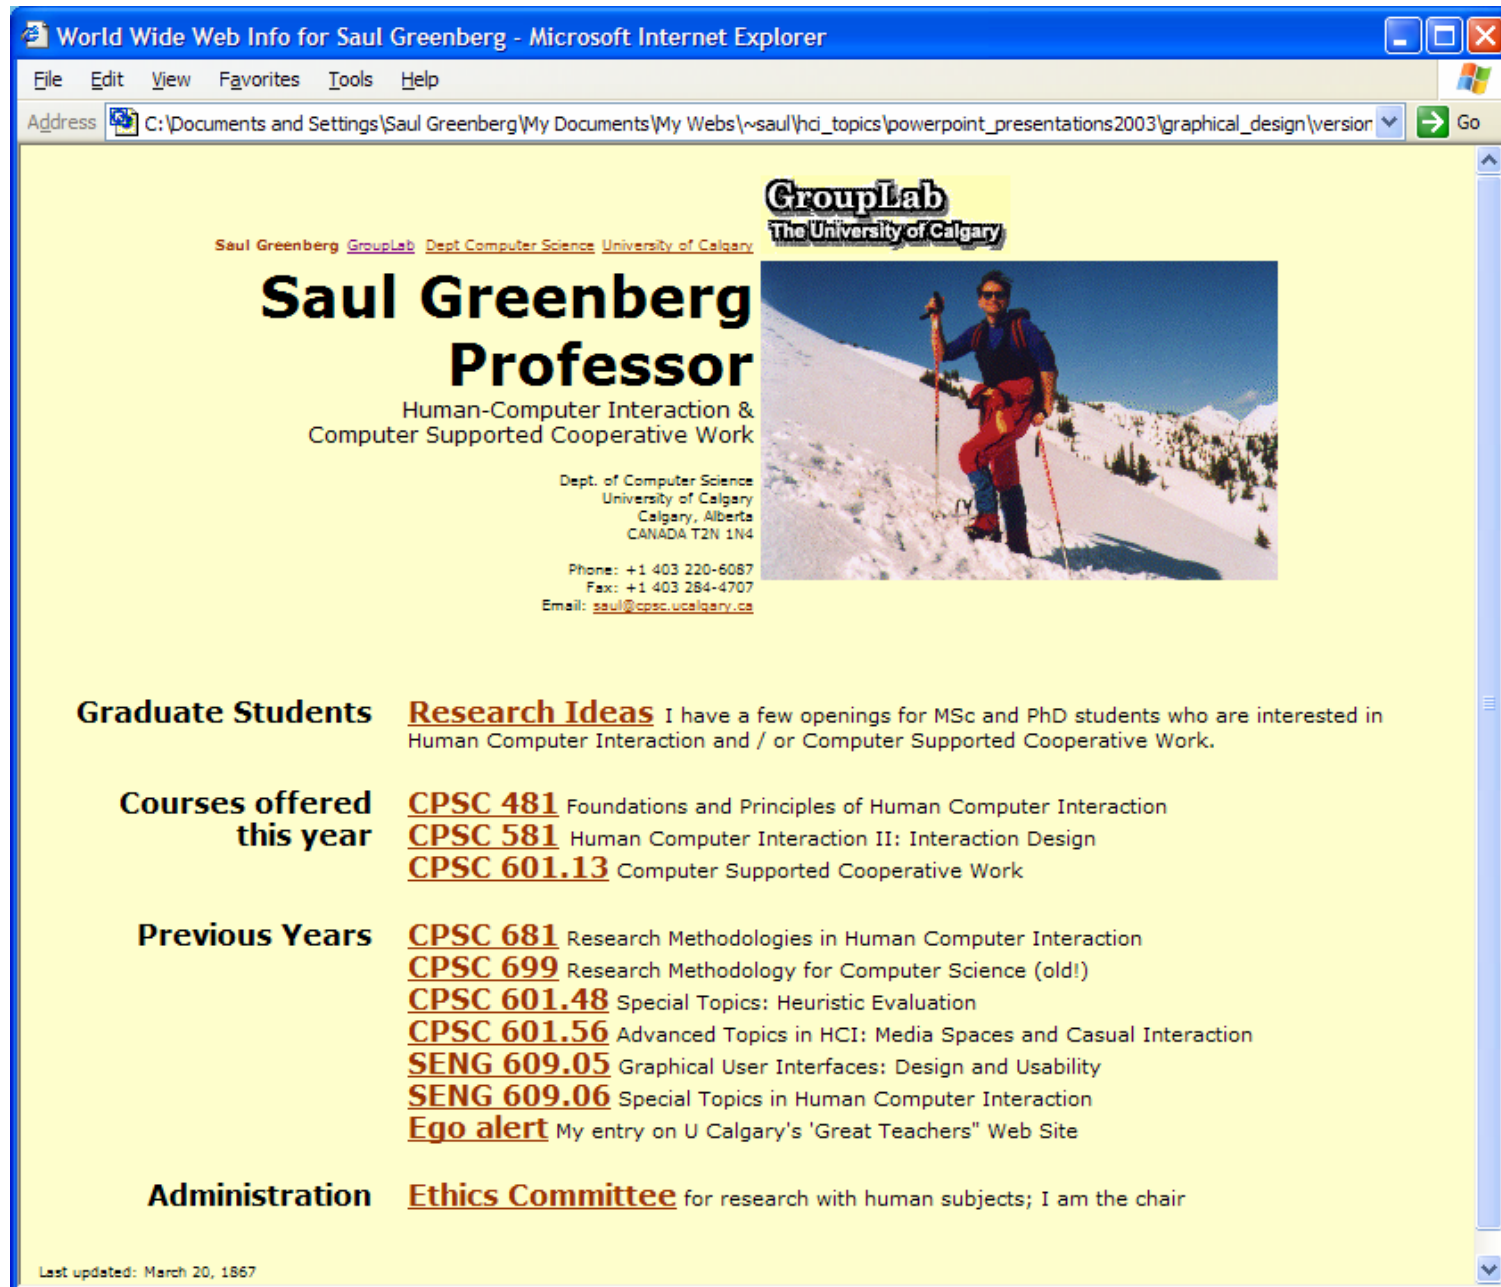 World Wide Web Info for Saul Greenberg - Microsoft Internet Explorer
File Edit View Favorites Tools Help
Address C:\Documents and Settings\Saul Greenberg\My Documents\My Webs\~saul\hci_topics\powerpoint_presentations2003\graphical_design\version Go
GroupLab
The University of Calgary
Saul Greenberg GroupLab Dept Computer Science University of Calgary
Saul Greenberg
Professor
Human-Computer Interaction &
Computer Supported Cooperative Work
Dept. of Computer Science
University of Calgary
Calgary, Alberta
CANADA T2N 1N4
Phone: +1 403 220-6087
Fax: +1 403 284-4707
Email: saul@cpsc.ucalgary.ca
Graduate Students
Research Ideas I have a few openings for MSc and PhD students who are interested in
Human Computer Interaction and / or Computer Supported Cooperative Work.
Courses offered
this year
CPSC 481 Foundations and Principles of Human Computer Interaction
CPSC 581 Human Computer Interaction II: Interaction Design
CPSC 601.13 Computer Supported Cooperative Work
Previous Years
CPSC 681 Research Methodologies in Human Computer Interaction
CPSC 699 Research Methodology for Computer Science (old!)
CPSC 601.48 Special Topics: Heuristic Evaluation
CPSC 601.56 Advanced Topics in HCI: Media Spaces and Casual Interaction
SENG 609.05 Graphical User Interfaces: Design and Usability
SENG 609.06 Special Topics in Human Computer Interaction
Ego alert My entry on U Calgary's 'Great Teachers" Web Site
Administration
Ethics Committee for research with human subjects; I am the chair
Last updated: March 20, 1867